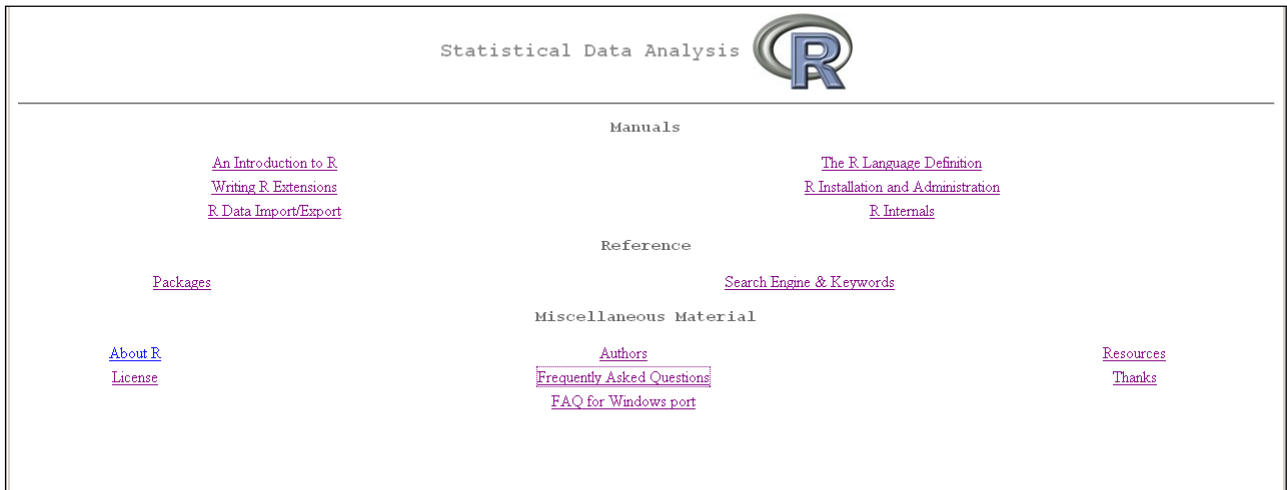 Statistical Data Analysis R
Manuals
An Introduction to R The R Language Definition
Writing R Extensions R Installation and Administration
R Data Import/Export R Internals
Reference
Packages Search Engine & Keywords
Miscellaneous Material
About R Authors Resources
License Frequently Asked Questions Thanks
FAQ for Windows port